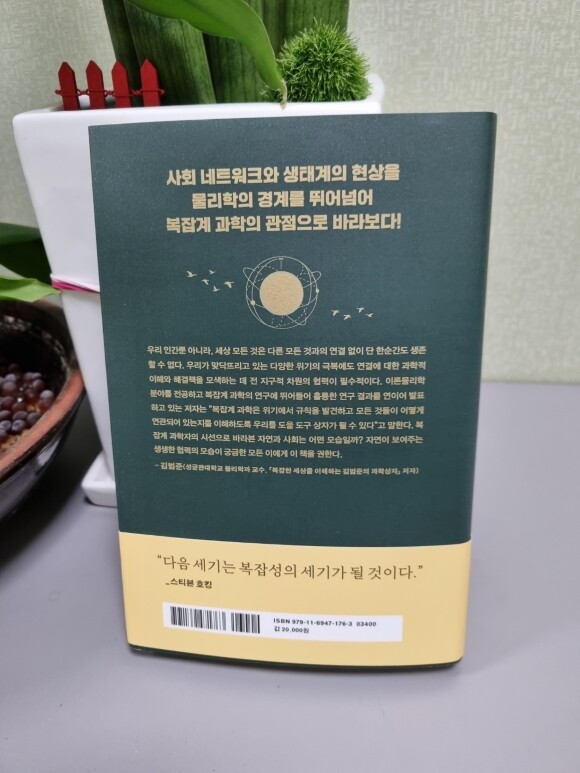 사회 네트워크와 생태계의 현상을
물리학의 경계를 뛰어넘어
복잡계 과학의 관점으로 바라보다!
우리 인간뿐 아니라, 세상 모든 것은 다른 모든 것과의 연결 없이 단 한순간도 생존
할 수 없다. 우리가 맞닥뜨리고 있는 다양한 위기의 극복에도 연결에 대한 과학적
이해와 해결책을 모색하는 데 전 지구적 차원의 협력이 필수적이다. 이론물리학
분야를 전공하고 복잡계 과학의 연구에 뛰어들어 훌륭한 연구 결과를 연이어 발표
하고 있는 저자는 "복잡계 과학은 위기에서 규칙을 발견하고 모든 것들이 어떻게
연관되어 있는지를 이해하도록 우리를 도울 도구 상자가 될 수 있다"고 말한다. 복
잡계 과학자의 시선으로 바라본 자연과 사회는 어떤 모습일까? 자연이 보여주는
생생한 협력의 모습이 궁금한 모든 이에게 이 책을 권한다.
- 김범준(성균관대학교 물리학과 교수, 『복잡한 세상을 이해하는 김범준의 과학상자』 저자)
"다음 세기는 복잡성의 세기가 될 것이다."
_스티븐 호킹
ISBN 979-11-6947-176-3 03400
값 20,000원